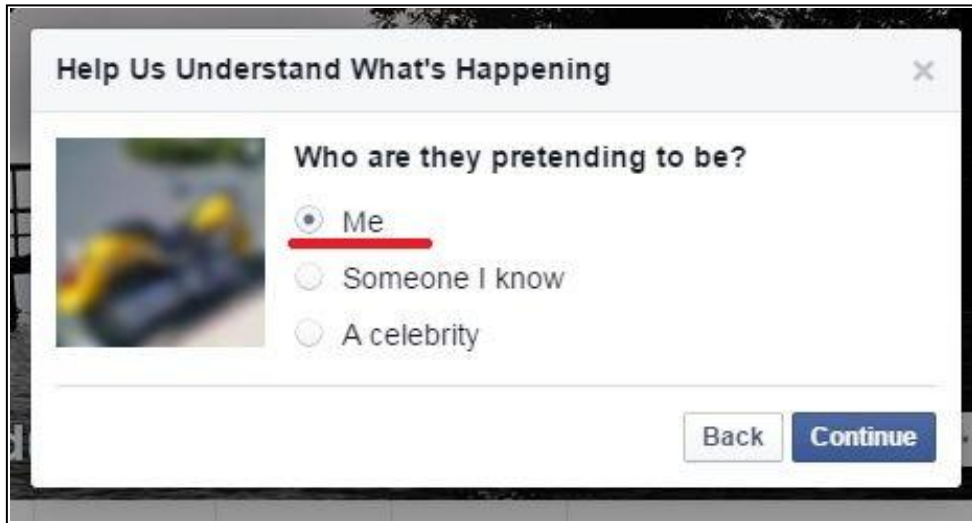 Help Us Understand What's Happening
Who are they pretending to be?
Me
Someone I know
A celebrity
Back
Continue